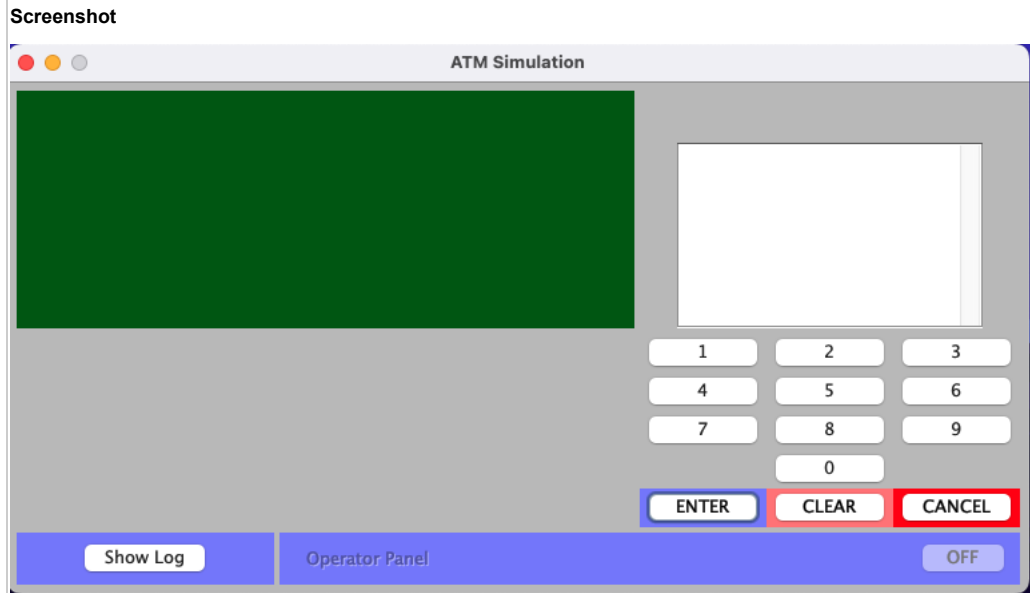 Screenshot
ATM Simulation
1 2 3
4 5 6
7 8 9
0
ENTER CLEAR CANCEL
Show Log Operator Panel OFF